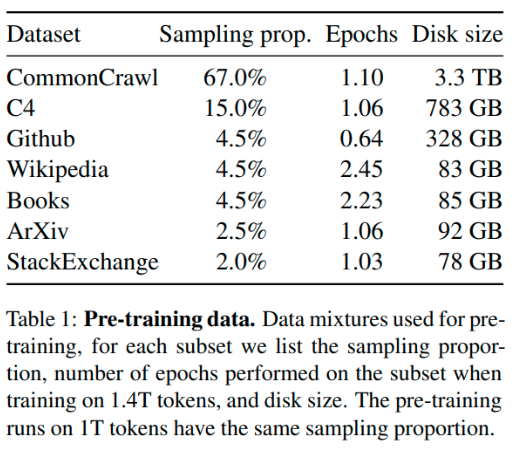 Dataset Sampling prop. Epochs Disk size
CommonCrawl 67.0% 1.10 3.3 TB
C4 15.0% 1.06 783 GB
Github 4.5% 0.64 328 GB
Wikipedia 4.5% 2.45 83 GB
Books 4.5% 2.23 85 GB
ArXiv 2.5% 1.06 92 GB
StackExchange 2.0% 1.03 78 GB
Table 1: Pre-training data. Data mixtures used for pre-
training, for each subset we list the sampling propor-
tion, number of epochs performed on the subset when
training on 1.4T tokens, and disk size. The pre-training
runs on 1T tokens have the same sampling proportion.